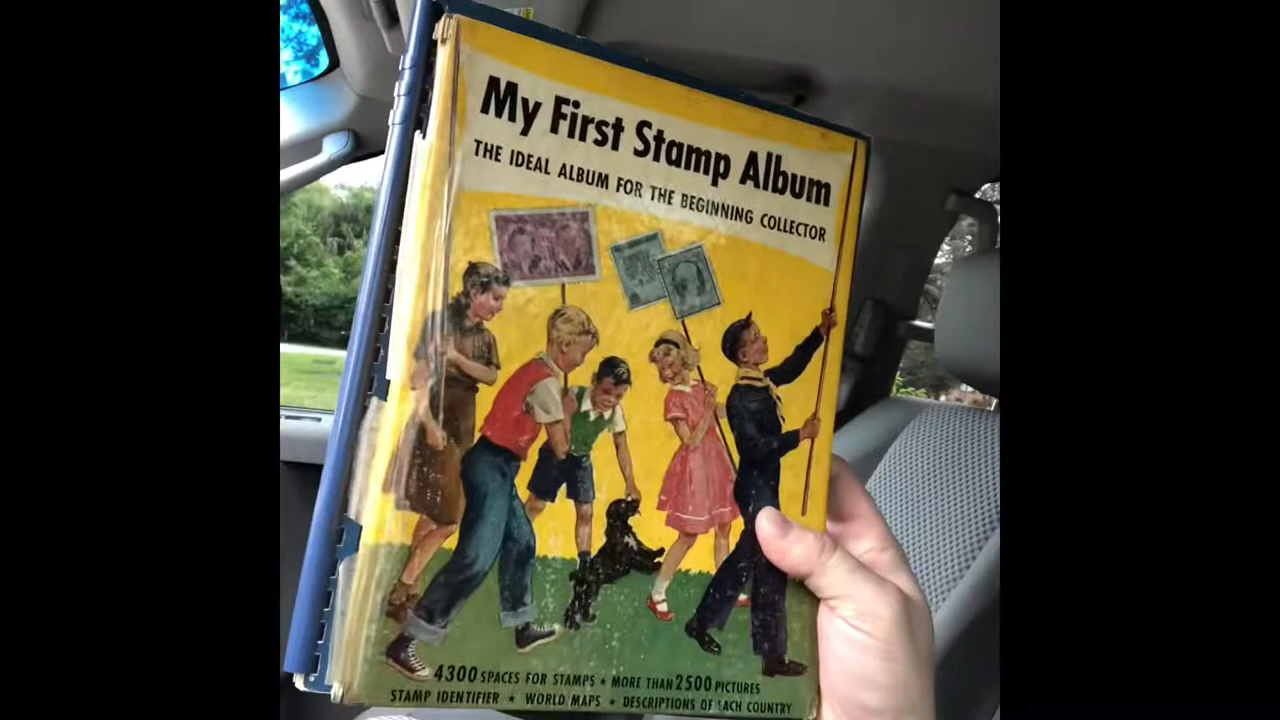 My First Stamp Album
THE IDEAL ALBUM FOR THE BEGINNING COLLECTOR
4300 SPACES FOR STAMPS ★ MORE THAN 2500 PICTURES
STAMP IDENTIFIER ★ WORLD MAPS ★ DESCRIPTIONS OF EACH COUNTRY